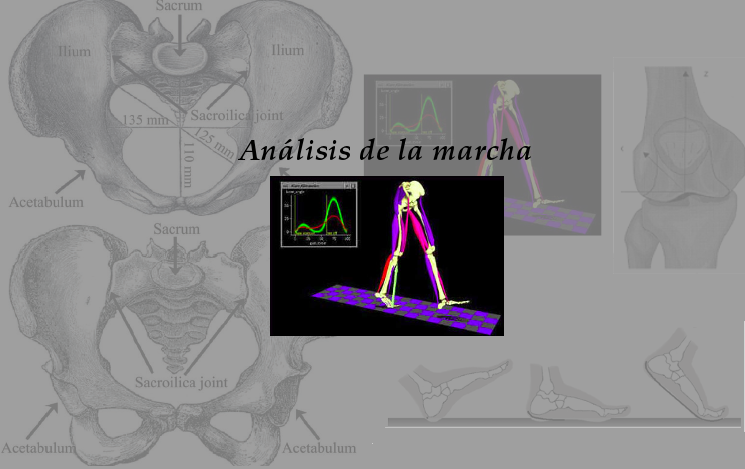 Sacrum
Ilium
Ilium
Sacroilica joint
135 mm
125 mm
110 mm
Acetabulum
Análisis de la marcha
Z
Sacrum
Sacroilica joint
Acetabulum
Acetabulum